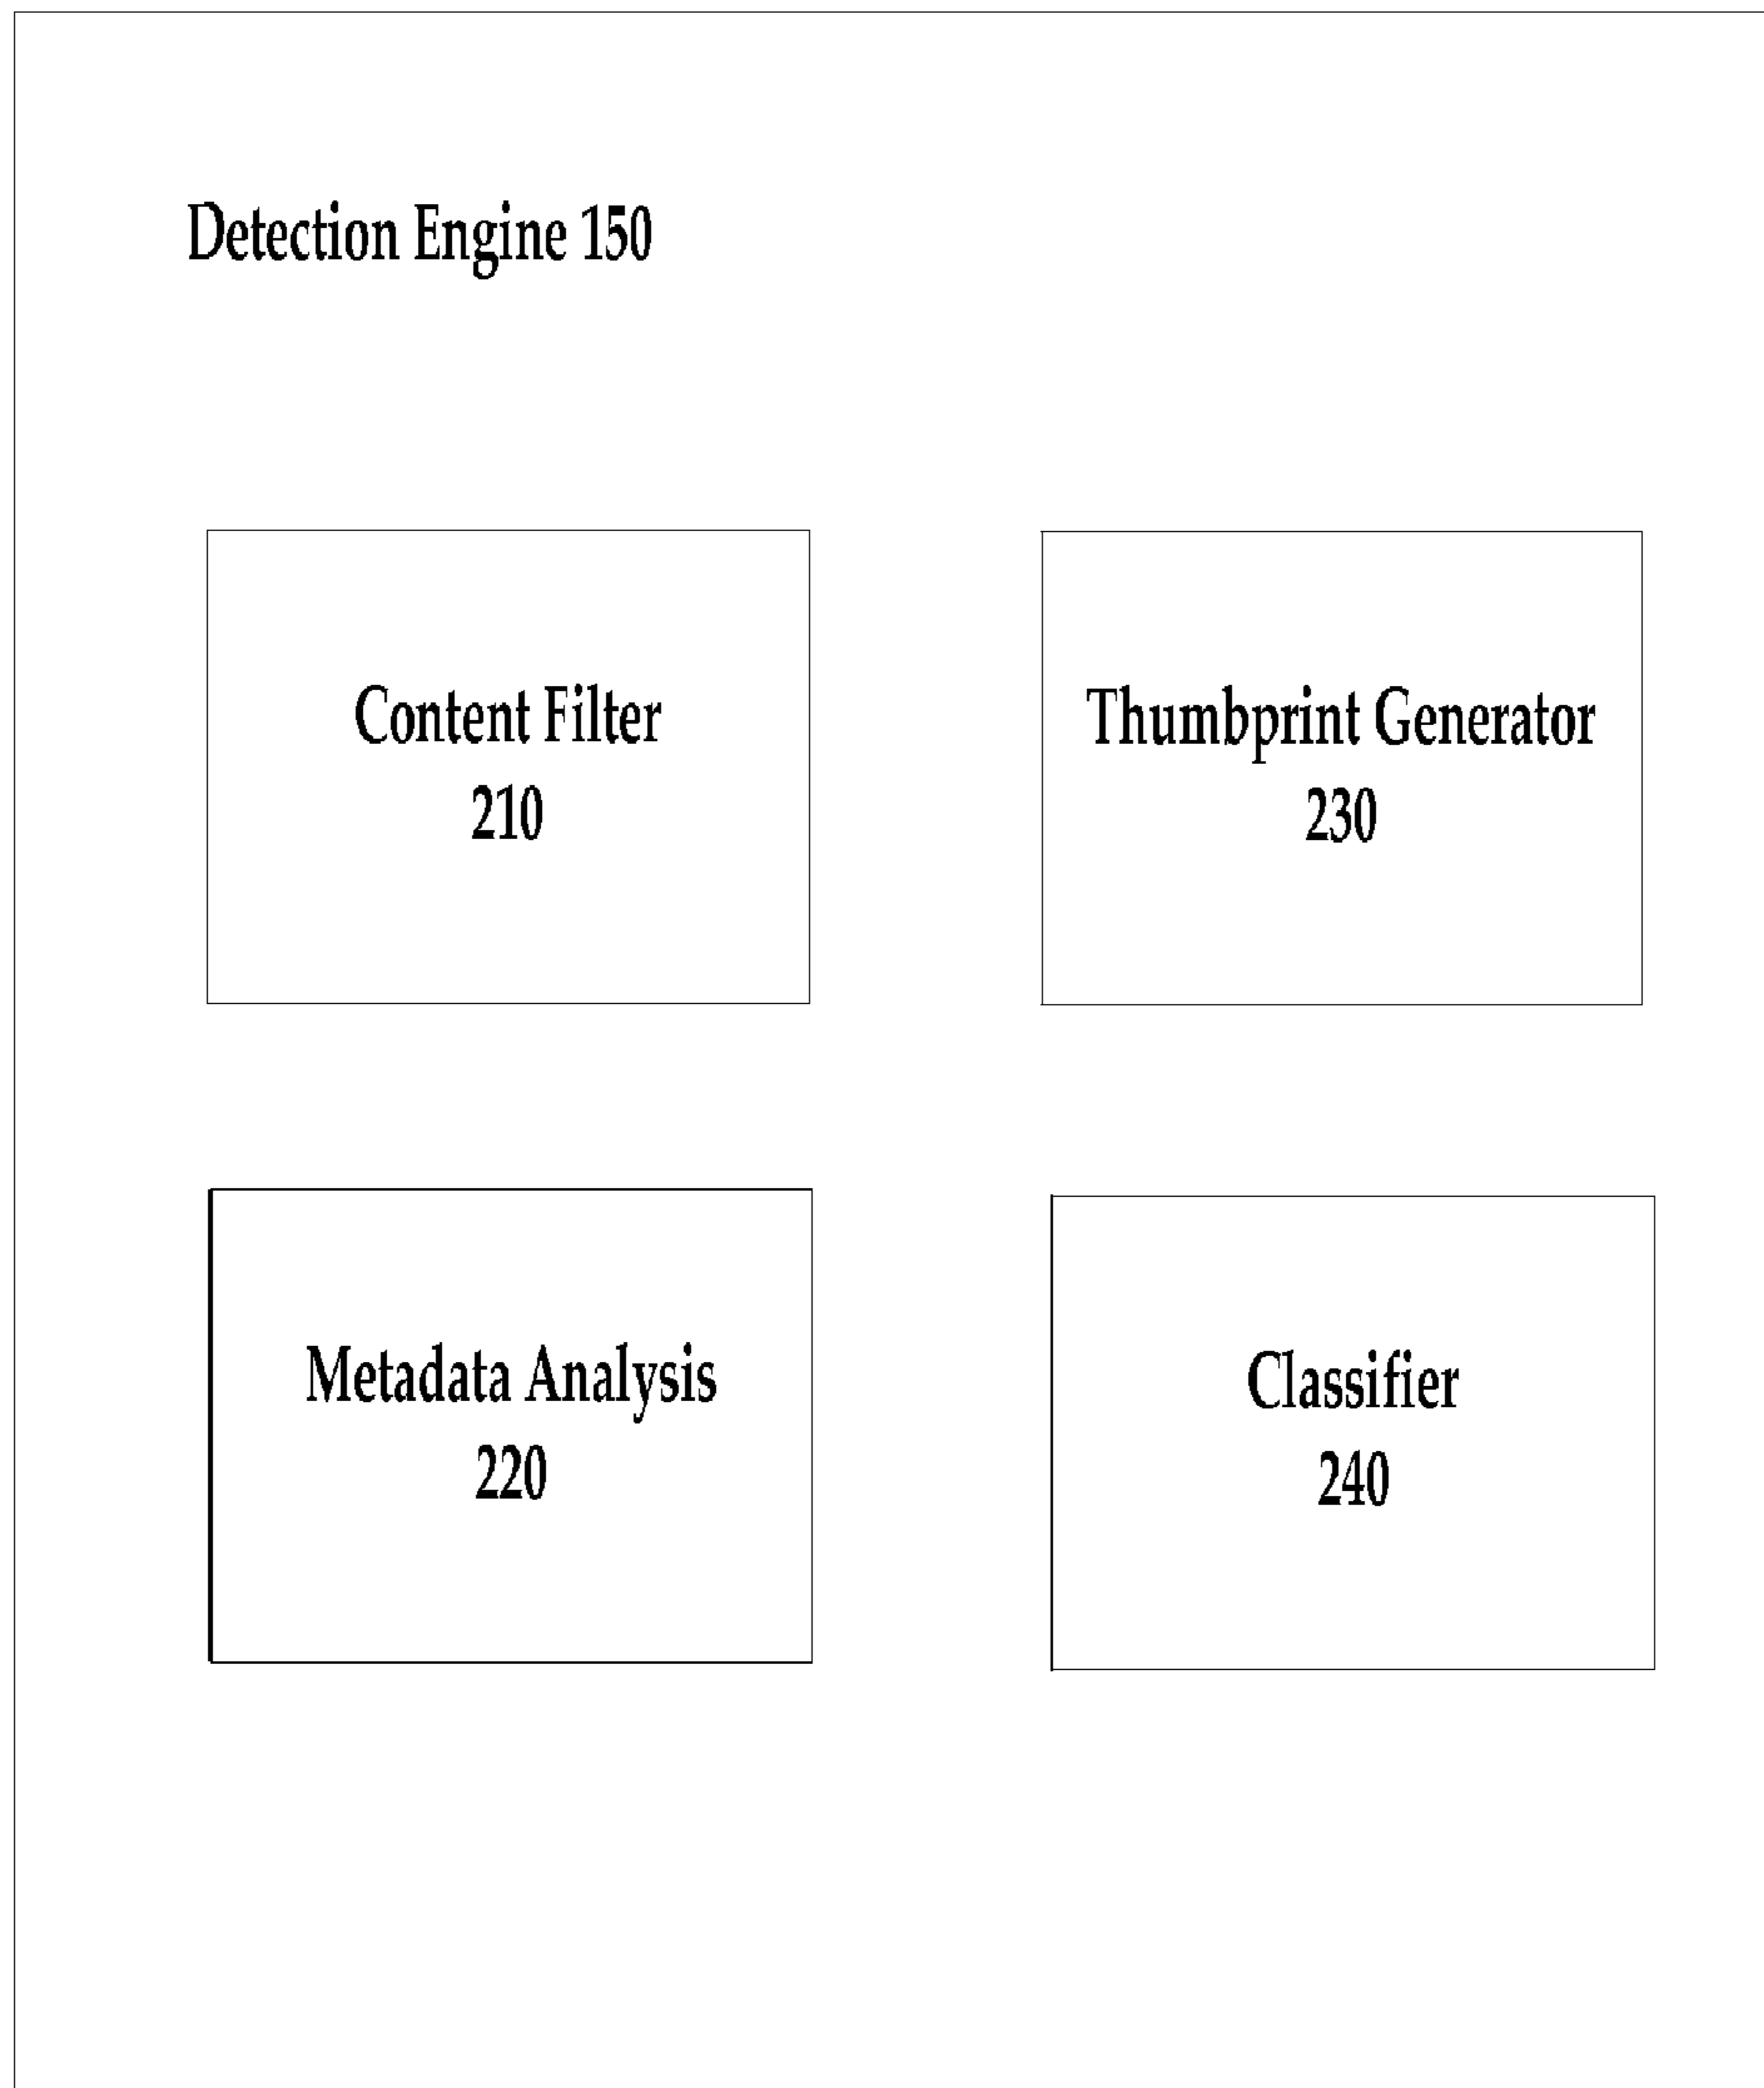 Detection Engine 150
Content Filter
210
Thumbprint Generator
230
Metadata Analysis
220
Classifier
240